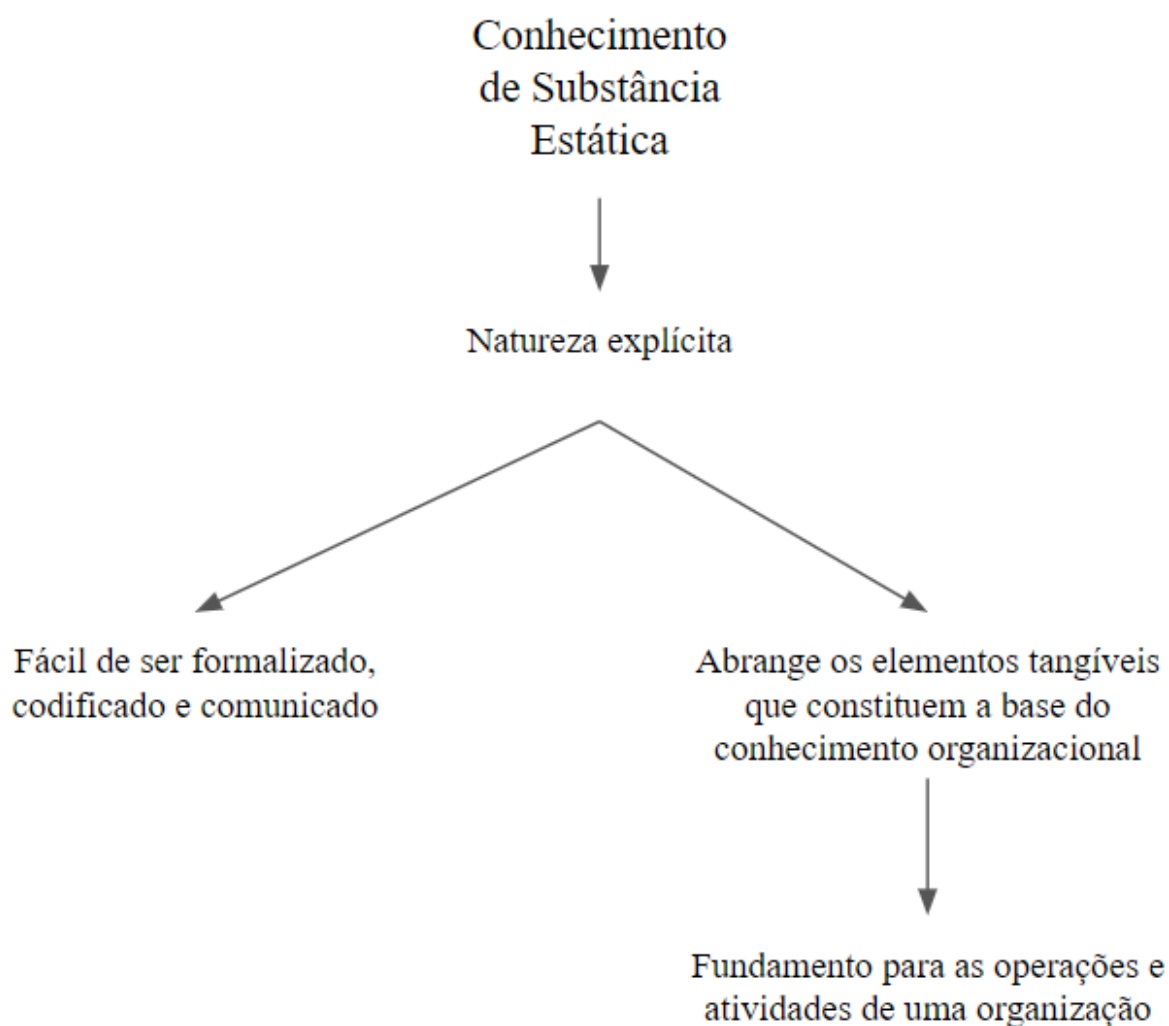 Conhecimento
de Substância
Estática
Natureza explícita
Fácil de ser formalizado,
codificado e comunicado
Abrange os elementos tangíveis
que constituem a base do
conhecimento organizacional
Fundamento para as operações e
atividades de uma organização